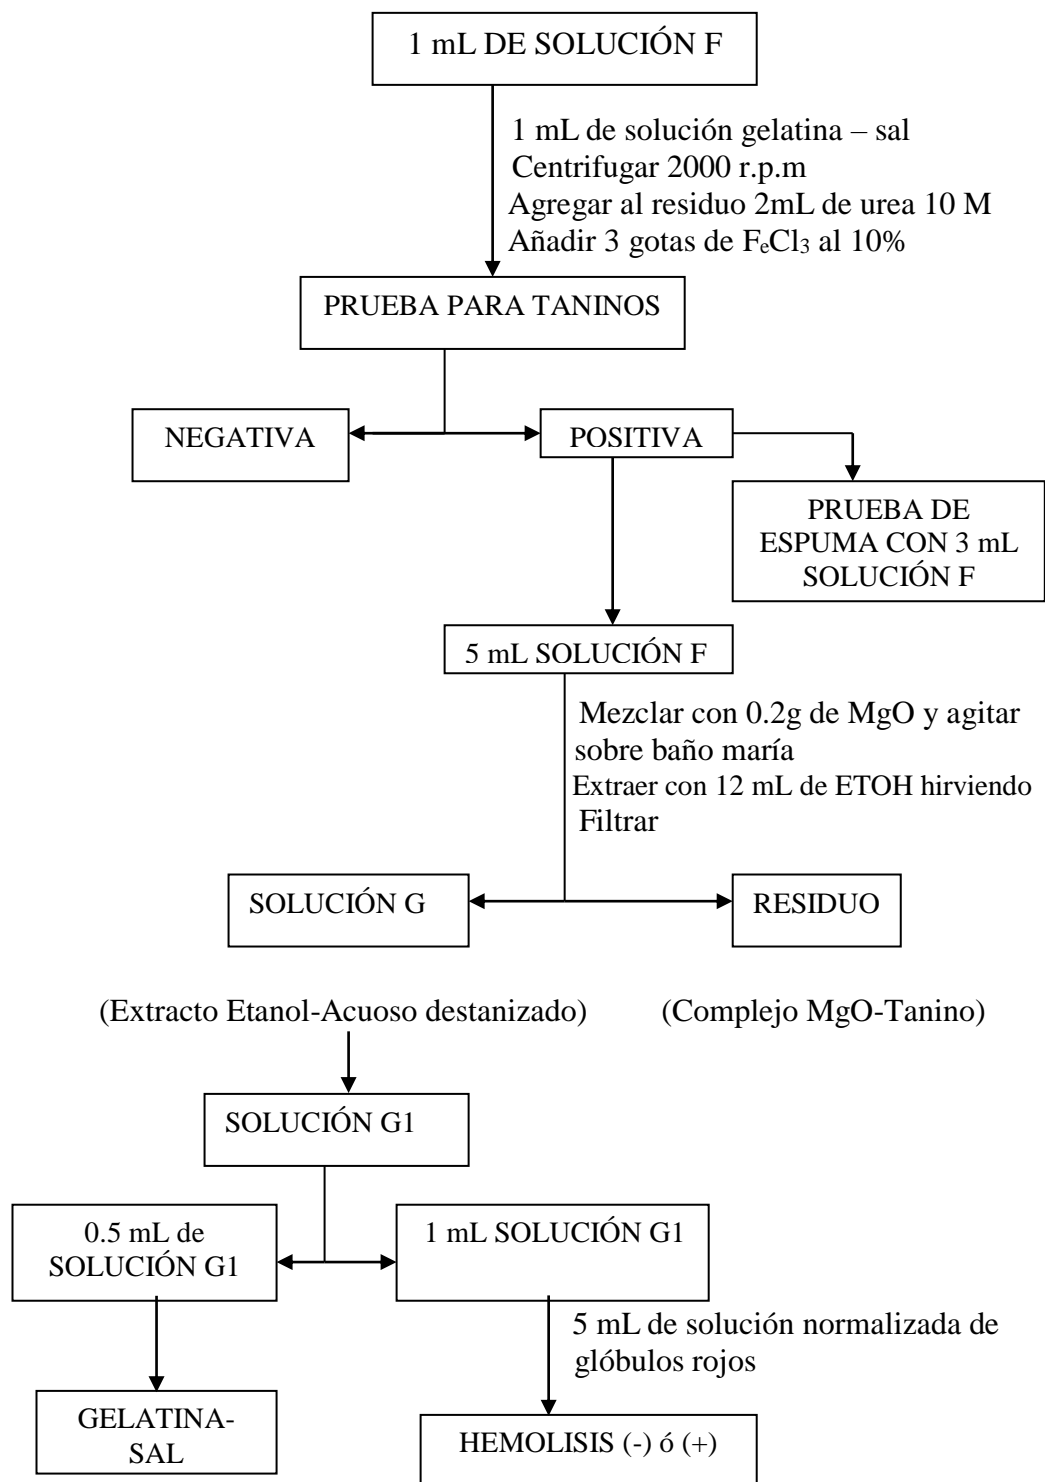 1 mL DE SOLUCIÓN F
1 mL de solución gelatina – sal
Centrifugar 2000 r.p.m
Agregar al residuo 2mL de urea 10 M
Añadir 3 gotas de FeCl3 al 10%
PRUEBA PARA TANINOS
NEGATIVA
POSITIVA
PRUEBA DE
ESPUMA CON 3 mL
SOLUCIÓN F
5 mL SOLUCIÓN F
Mezclar con 0.2g de MgO y agitar
sobre baño maría
Extraer con 12 mL de ETOH hirviendo
Filtrar
SOLUCIÓN G
RESIDUO
(Extracto Etanol-Acuoso destanizado)
(Complejo MgO-Tanino)
SOLUCIÓN G1
0.5 mL de
SOLUCIÓN G1
1 mL SOLUCIÓN G1
5 mL de solución normalizada de
glóbulos rojos
GELATINA-
SAL
HEMOLISIS (-) ó (+)